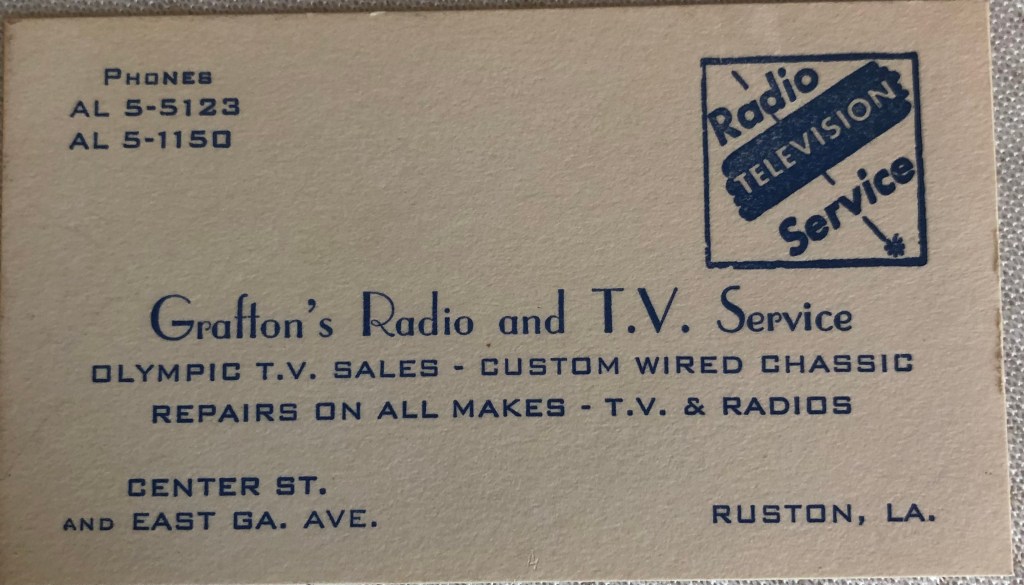 PHONES
AL 5-5123
AL 5-1150
Radio
TELEVISION
Service
Grafton's Radio and T.V. Service
OLYMPIC T.V. SALES - CUSTOM WIRED CHASSIC
REPAIRS ON ALL MAKES - T.V. & RADIOS
CENTER ST.
AND EAST GA. AVE.
RUSTON, LA.